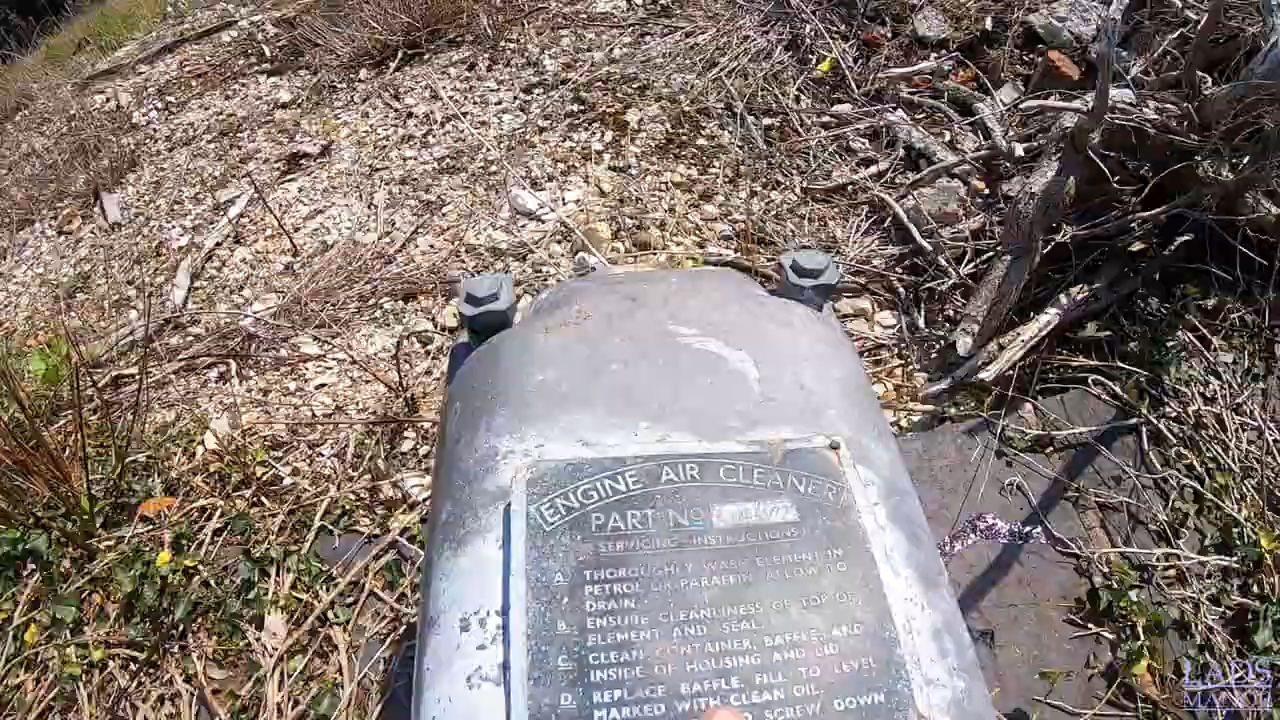 ENGINE AIR CLEANER
PART No
SERVICING INSTRUCTIONS
A. THOROUGHLY WASH ELEMENT IN
PETROL OR PARAFFIN. ALLOW TO
DRAIN.
B. ENSURE CLEANLINESS OF TOP OF
ELEMENT AND SEAL.
C. CLEAN CONTAINER, BAFFLE, AND
INSIDE OF HOUSING AND LID
D. REPLACE BAFFLE, FILL TO LEVEL
MARKED WITH CLEAN OIL.
SCREW DOWN
LADS
MANOR